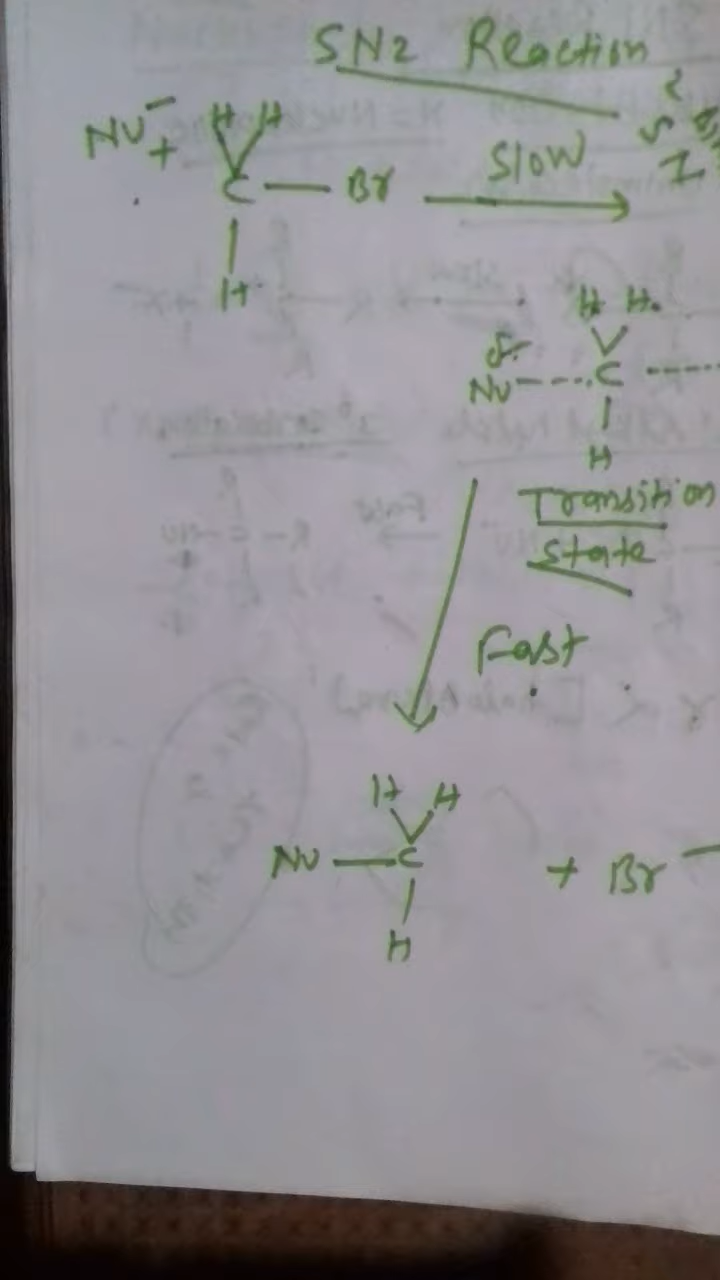 SN2 Reaction
Nu⁻ + H H
C — Br Slow
H
H H
δ-
Nu ---- C ----
H
Transition
State
Fast
H H
Nu — C + Br —
H